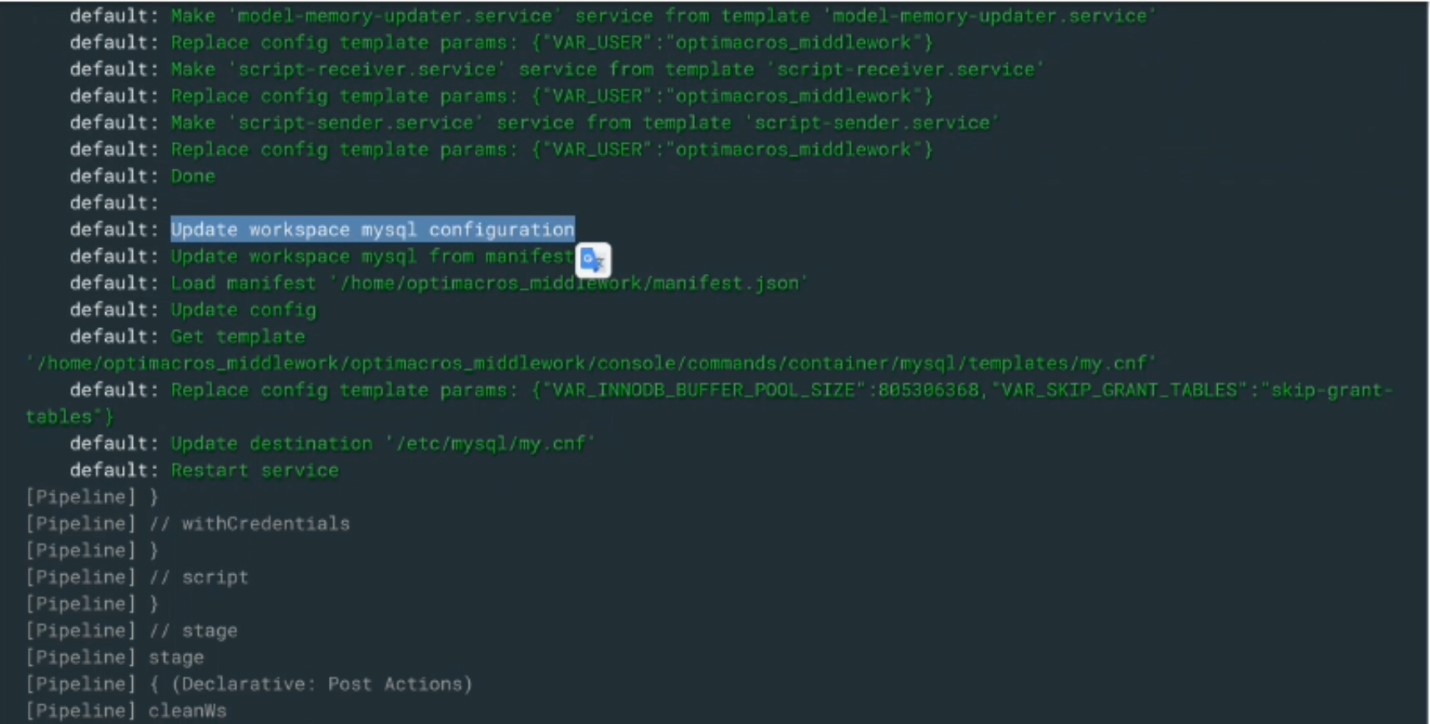 default: Make 'model-memory-updater.service' service from template 'model-memory-updater.service'
default: Replace config template params: {"VAR_USER":"optimacros_middlework"}
default: Make 'script-receiver.service' service from template 'script-receiver.service'
default: Replace config template params: {"VAR_USER":"optimacros_middlework"}
default: Make 'script-sender.service' service from template 'script-sender.service'
default: Replace config template params: {"VAR_USER":"optimacros_middlework"}
default: Done
default:
default: Update workspace mysql configuration
default: Update workspace mysql from manifest
default: Load manifest '/home/optimacros_middlework/manifest.json'
default: Update config
default: Get template
'/home/optimacros_middlework/optimacros_middlework/console/commands/container/mysql/templates/my.cnf'
default: Replace config template params: {"VAR_INNODB_BUFFER_POOL_SIZE":805306368,"VAR_SKIP_GRANT_TABLES":"skip-grant-
tables"}
default: Update destination '/etc/mysql/my.cnf'
default: Restart service
[Pipeline] }
[Pipeline] // withCredentials
[Pipeline] }
[Pipeline] // script
[Pipeline] }
[Pipeline] // stage
[Pipeline] stage
[Pipeline] { (Declarative: Post Actions)
[Pipeline] cleanWs